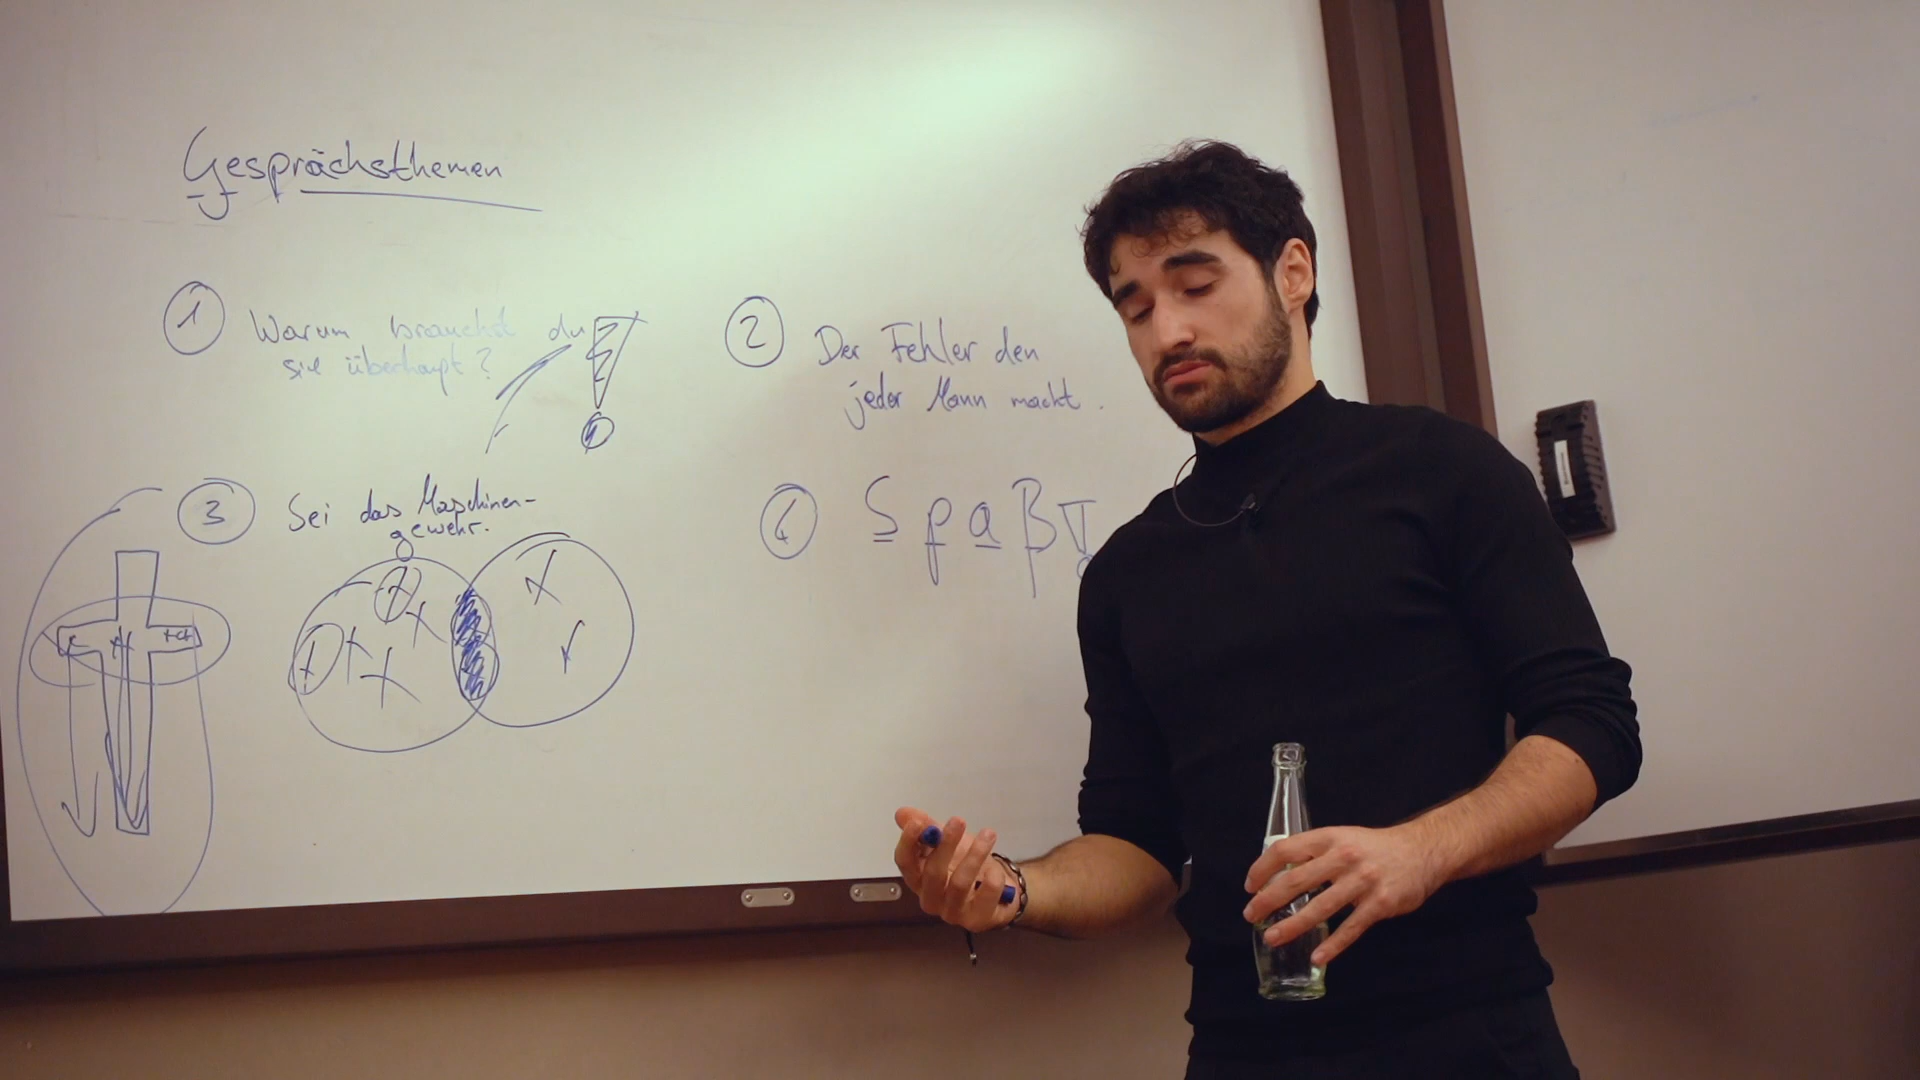 Gesprächsthemen
1 Warum brauchst du
sie überhaupt?
2 Der Fehler den
jeder Mann macht.
3 Sei das Maschinen-
gewehr.
4 Spaß!